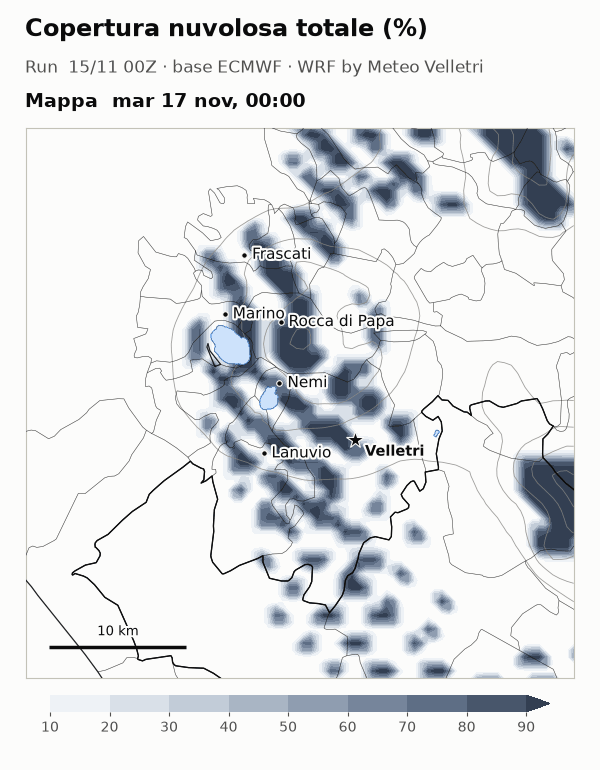 Copertura nuvolosa totale (%)
Run 15/11 00Z · base ECMWF · WRF by Meteo Velletri
Mappa mar 17 nov, 00:00
Frascati
Marino
Rocca di Papa
Nemi
Velletri
Lanuvio
10 km
10 20 30 40 50 60 70 80 90